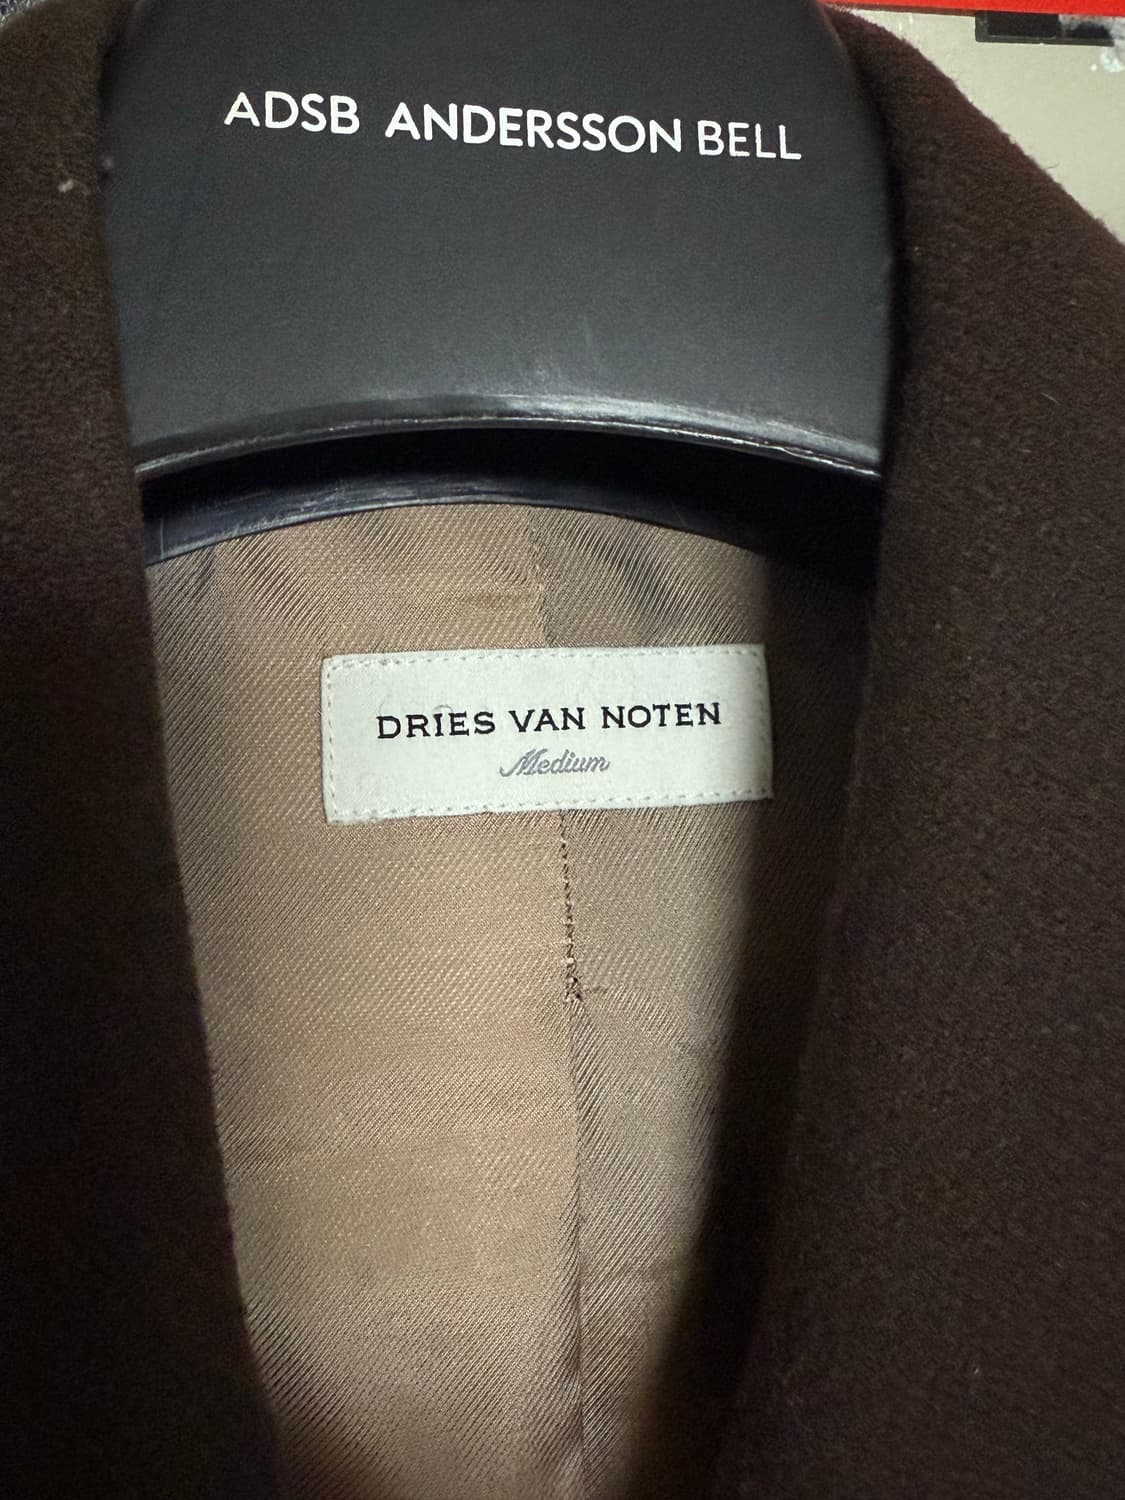 ADSB ANDERSSON BELL
DRIES VAN NOTEN
Medium